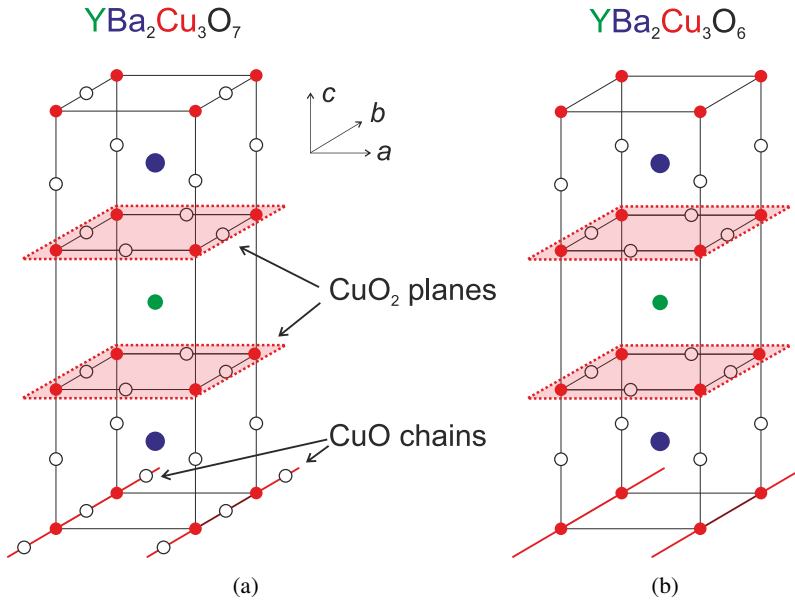 YBa₂Cu₃O₇
YBa₂Cu₃O₆
c
b
a
CuO₂ planes
CuO chains
(a)
(b)